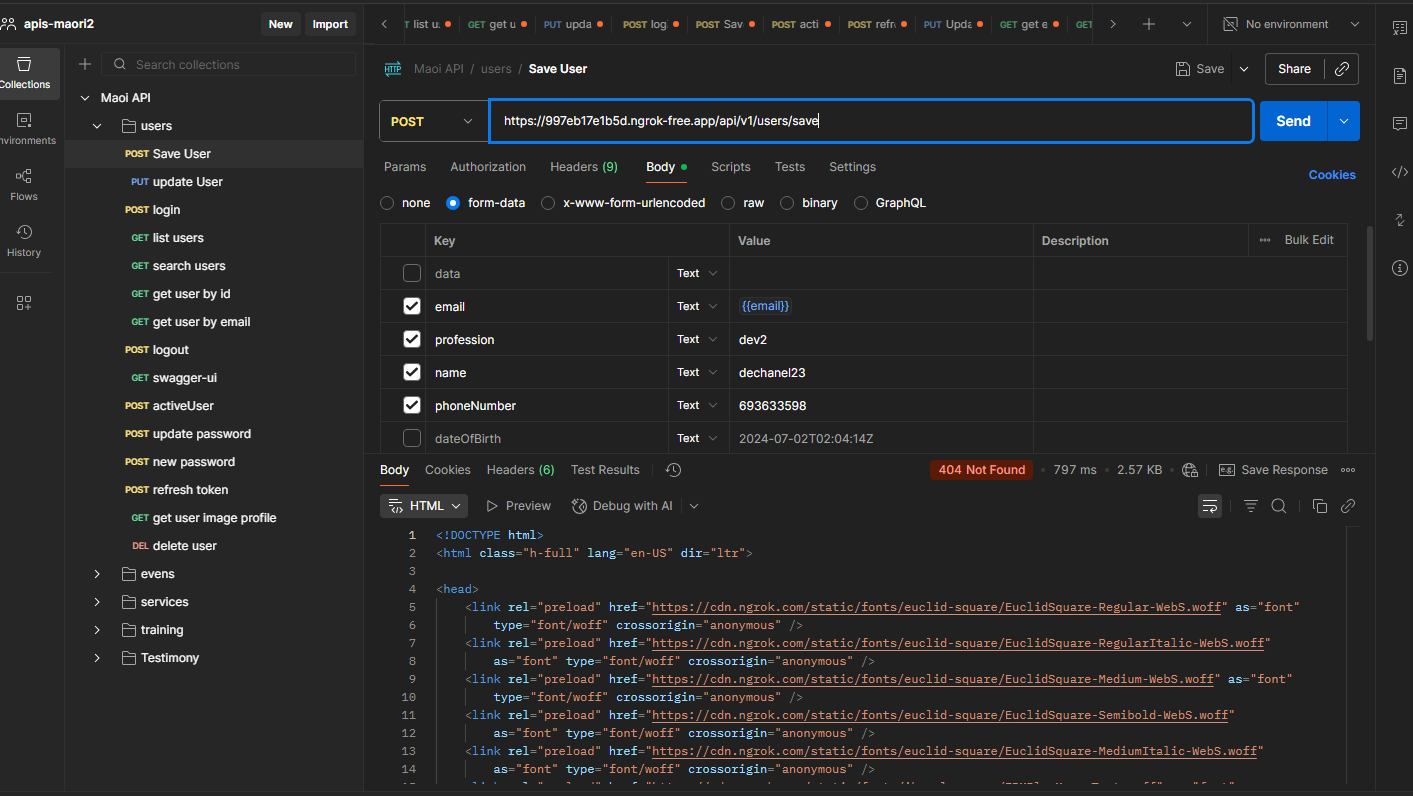 apis-maori2
New
Import
list u.
GET get u
PUT upda
POST log
POST Sav
POST acti
POST refr
PUT Upda
GET get e
GET
No environment
Collections
Search collections
Maoi API
users
POST Save User
PUT update User
POST login
GET list users
GET search users
GET get user by id
GET get user by email
POST logout
GET swagger-ui
POST activeUser
POST update password
POST new password
POST refresh token
GET get user image profile
DEL delete user
evens
services
training
Testimony
nvironments
Flows
History
HTTP Maoi API / users / Save User
Save
Share
POST
https://997eb17e1b5d.ngrok-free.app/api/v1/users/save
Send
Params Authorization Headers (9) Body Scripts Tests Settings
Cookies
none form-data x-www-form-urlencoded raw binary GraphQL
Key Value Description ••• Bulk Edit
data Text
email Text {{email}}
profession Text dev2
name Text dechanel23
phoneNumber Text 693633598
dateOfBirth Text 2024-07-02T02:04:14Z
Body Cookies Headers (6) Test Results
404 Not Found • 797 ms • 2.57 KB • e.g. Save Response •••
HTML Preview Debug with AI
1 <!DOCTYPE html>
2 <html class="h-full" lang="en-US" dir="ltr">
3
4 <head>
5 <link rel="preload" href="https://cdn.ngrok.com/static/fonts/euclid-square/EuclidSquare-Regular-WebS.woff" as="font"
6 type="font/woff" crossorigin="anonymous" />
7 <link rel="preload" href="https://cdn.ngrok.com/static/fonts/euclid-square/EuclidSquare-RegularItalic-WebS.woff"
8 as="font" type="font/woff" crossorigin="anonymous" />
9 <link rel="preload" href="https://cdn.ngrok.com/static/fonts/euclid-square/EuclidSquare-Medium-WebS.woff" as="font"
10 type="font/woff" crossorigin="anonymous" />
11 <link rel="preload" href="https://cdn.ngrok.com/static/fonts/euclid-square/EuclidSquare-Semibold-WebS.woff"
12 as="font" type="font/woff" crossorigin="anonymous" />
13 <link rel="preload" href="https://cdn.ngrok.com/static/fonts/euclid-square/EuclidSquare-MediumItalic-WebS.woff"
14 as="font" type="font/woff" crossorigin="anonymous" />